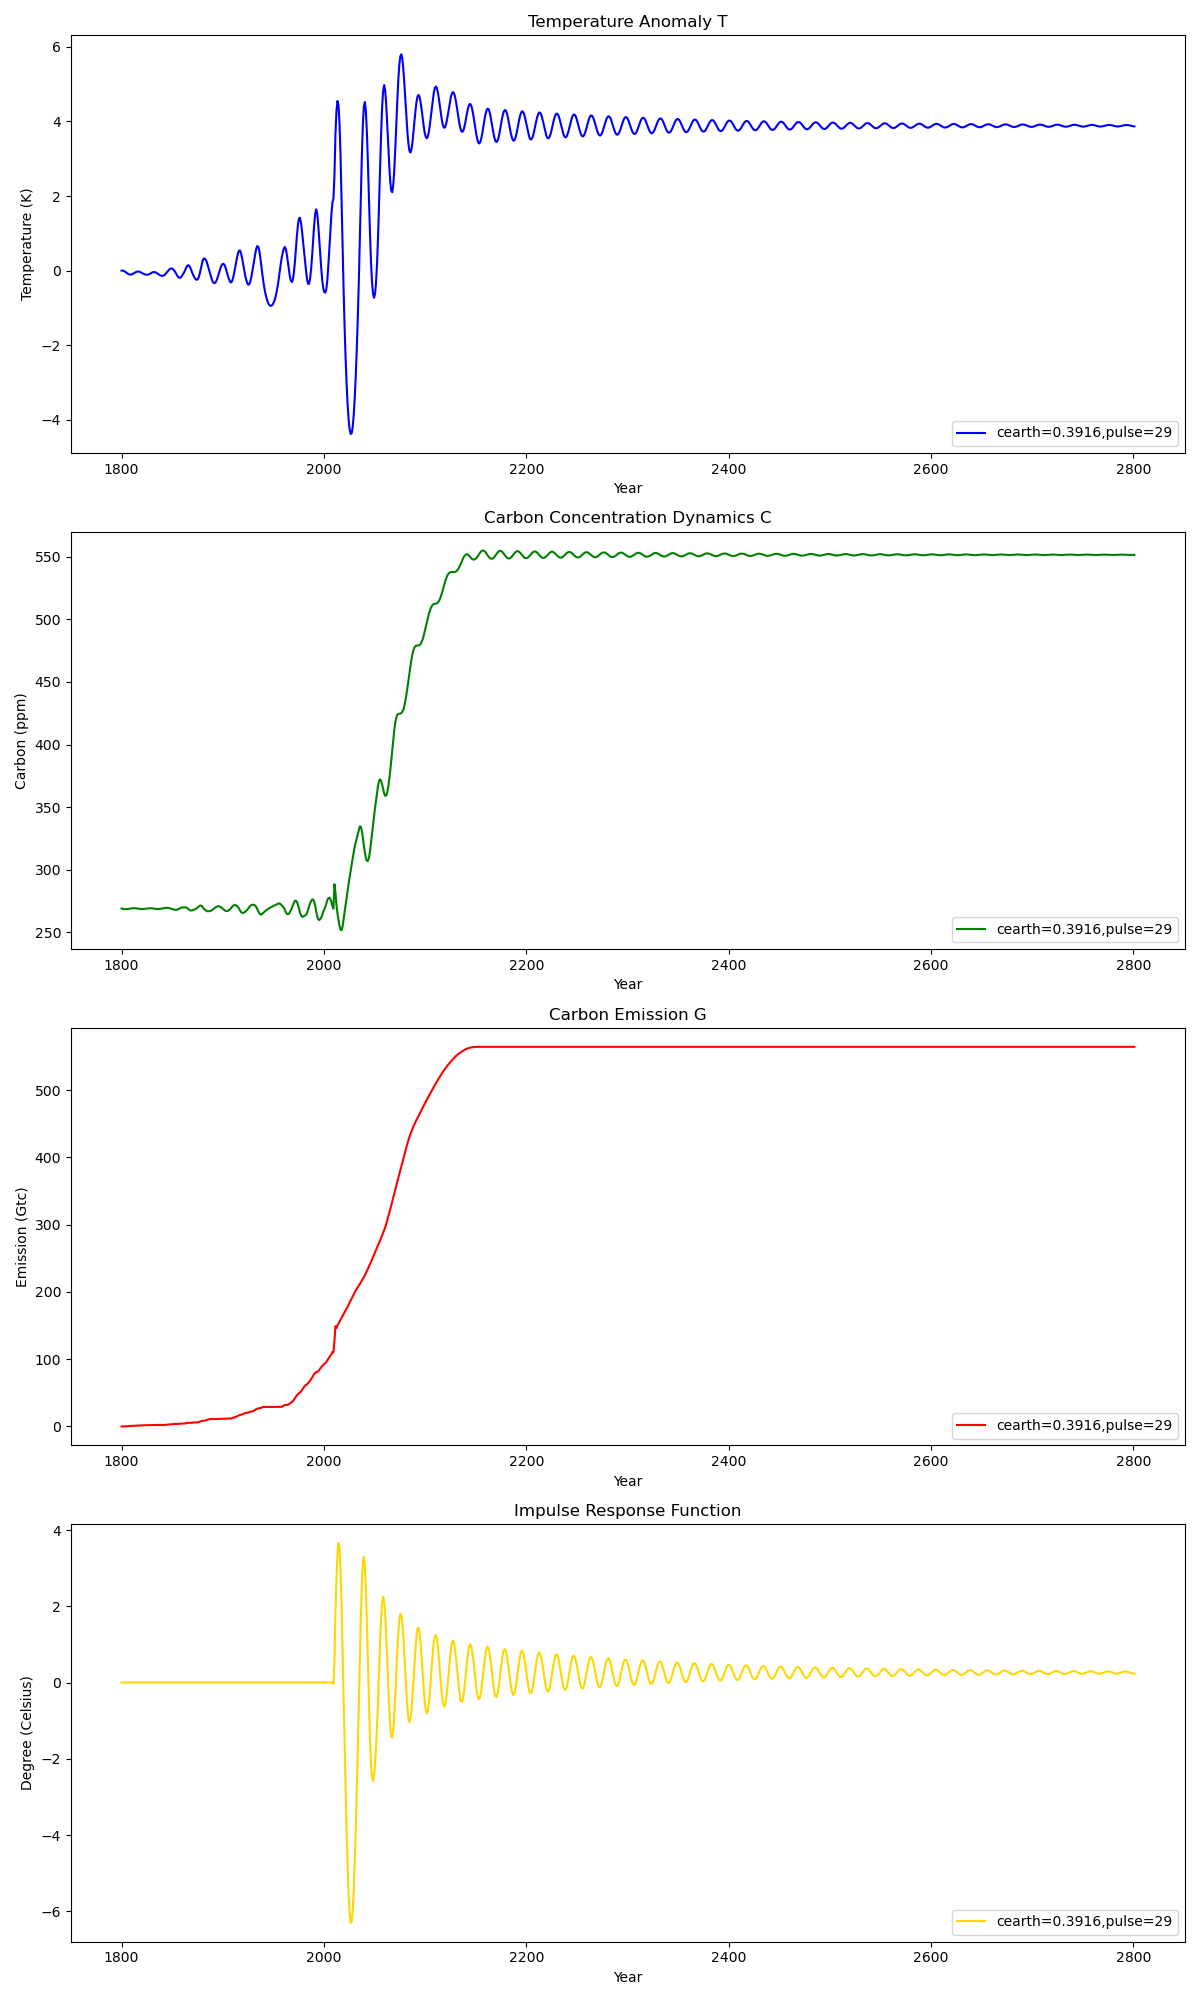 Temperature Anomaly T
6
4
2
0
−2
−4
Temperature (K)
cearth=0.3916,pulse=29
1800 2000 2200 2400 2600 2800
Year
Carbon Concentration Dynamics C
550
500
450
400
350
300
250
Carbon (ppm)
cearth=0.3916,pulse=29
1800 2000 2200 2400 2600 2800
Year
Carbon Emission G
500
400
300
200
100
0
Emission (Gtc)
cearth=0.3916,pulse=29
1800 2000 2200 2400 2600 2800
Year
Impulse Response Function
4
2
0
−2
−4
−6
Degree (Celsius)
cearth=0.3916,pulse=29
1800 2000 2200 2400 2600 2800
Year